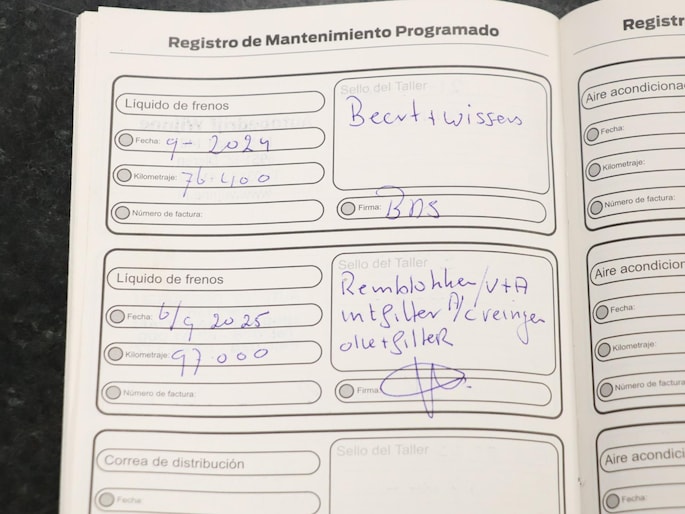 Registro de Mantenimiento Programado
Líquido de frenos
Fecha: 9- 2024
Kilometraje: 76.400
Número de factura:
Sello del Taller
Beurt + wissers
Firma: BDS
Líquido de frenos
Fecha: 6/9 2025
Kilometraje: 97.000
Número de factura:
Sello del Taller
Remblokken / V+A
intfilter A/C reinigen
olie + filter
Firma:
Correa de distribución
Fecha:
Sello del Taller
Registr
Aire acondiciona
Fecha:
Kilometraje:
Número de factura:
Aire acondicion
Fecha:
Kilometraje:
Número de factura
Aire acondici
Fecha: